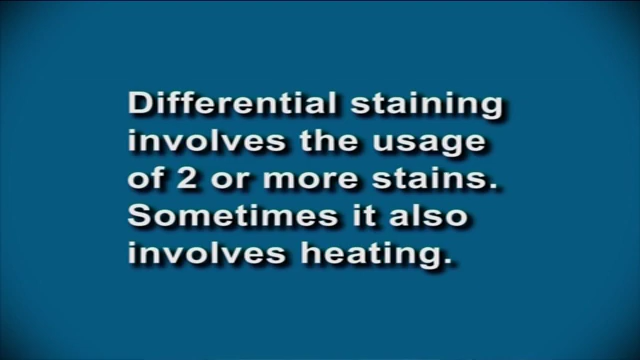 Differential staining
involves the usage
of 2 or more stains.
Sometimes it also
involves heating.